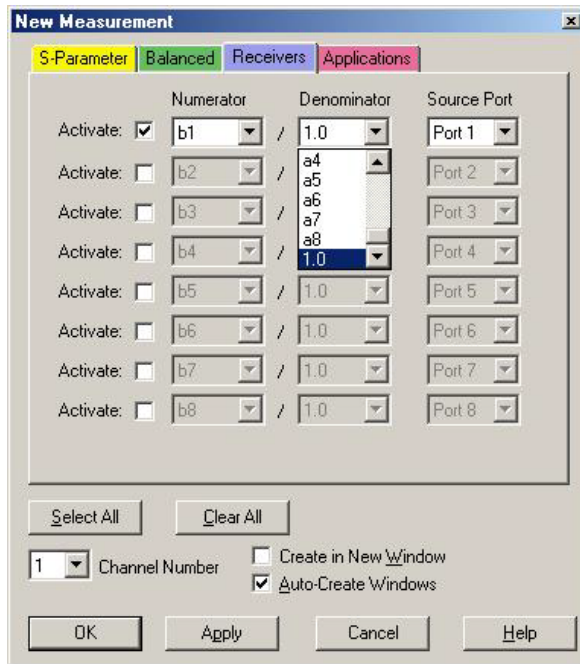 New Measurement
S-Parameter Balanced Receivers Applications
Numerator Denominator Source Port
Activate: b1 / 1.0 Port 1
Activate: b2 / a4 Port 2
a5
Activate: b3 / a6 Port 3
a7
Activate: b4 / a8 Port 4
1.0
Activate: b5 / 1.0 Port 5
Activate: b6 / 1.0 Port 6
Activate: b7 / 1.0 Port 7
Activate: b8 / 1.0 Port 8
Select All Clear All
1 Channel Number
Create in New Window
Auto-Create Windows
OK Apply Cancel Help